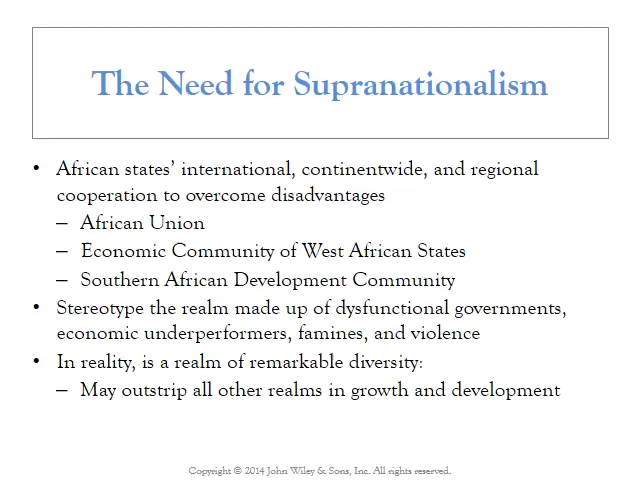 The Need for Supranationalism
• African states’ international, continentwide, and regional
cooperation to overcome disadvantages
– African Union
– Economic Community of West African States
– Southern African Development Community
• Stereotype the realm made up of dysfunctional governments,
economic underperformers, famines, and violence
• In reality, is a realm of remarkable diversity:
– May outstrip all other realms in growth and development
Copyright © 2014 John Wiley & Sons, Inc. All rights reserved.